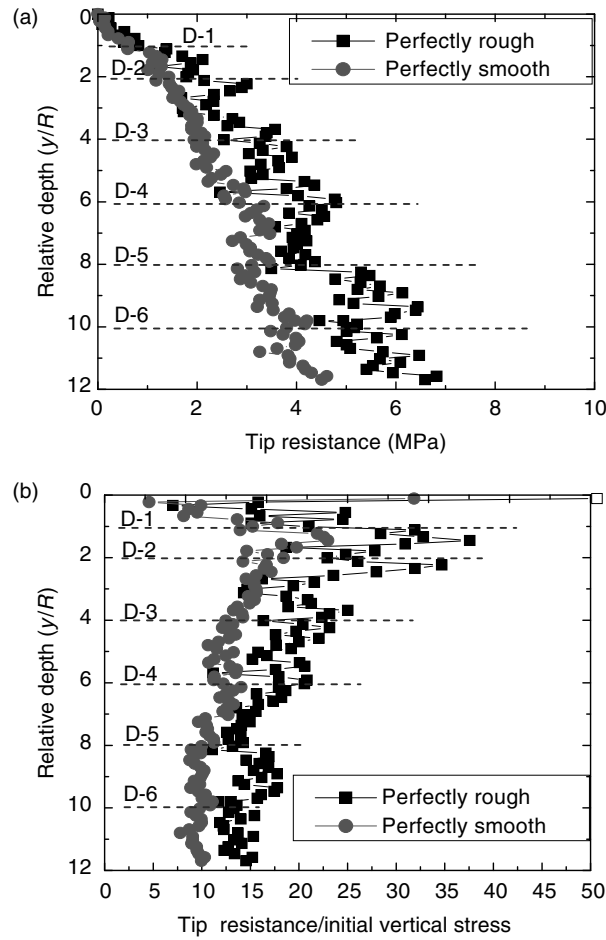 (a)
0
2
4
6
8
10
12
Relative depth (y/R)
D-1
D-2
D-3
D-4
D-5
D-6
Perfectly rough
Perfectly smooth
0 2 4 6 8 10
Tip resistance (MPa)
(b)
0
2
4
6
8
10
12
Relative depth (y/R)
D-1
D-2
D-3
D-4
D-5
D-6
Perfectly rough
Perfectly smooth
0 5 10 15 20 25 30 35 40 45 50
Tip resistance/initial vertical stress